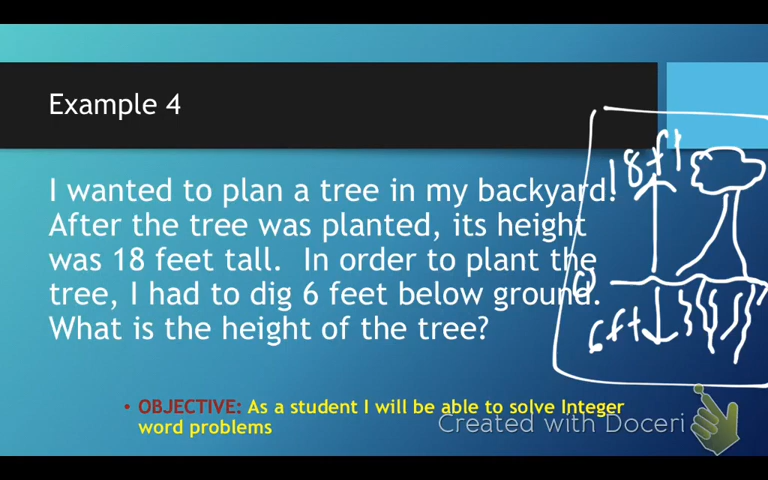 Example 4
I wanted to plan a tree in my backyard.
After the tree was planted, its height
was 18 feet tall. In order to plant the
tree, I had to dig 6 feet below ground.
What is the height of the tree?
18ft
0
6ft
• OBJECTIVE: As a student I will be able to solve Integer
word problems
Created with Doceri